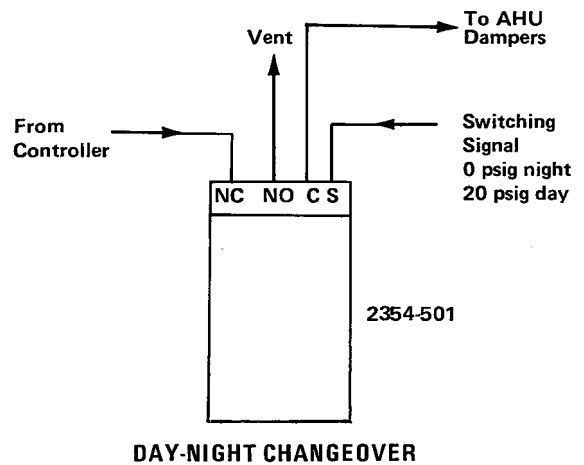 To AHU
Dampers
Vent
From
Controller
Switching
Signal
0 psig night
20 psig day
NC NO C S
2354-501
DAY-NIGHT CHANGEOVER